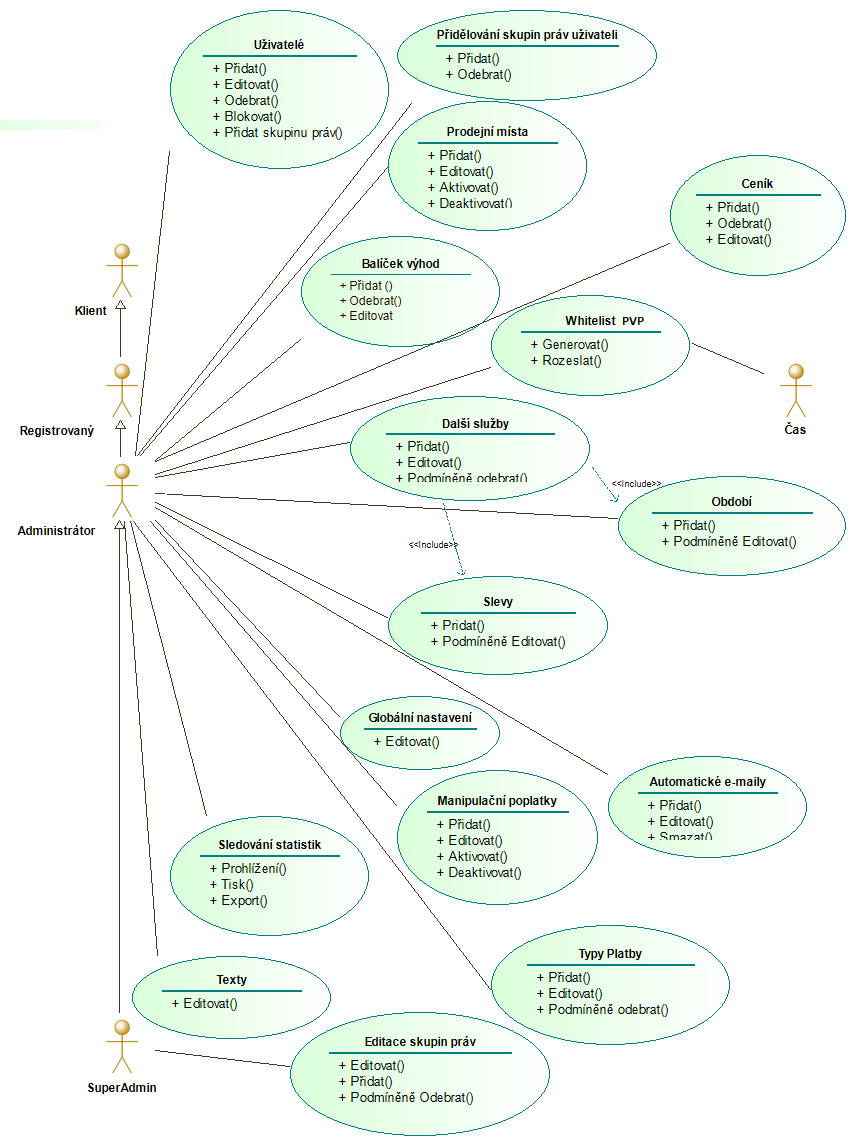 Uživatelé
+ Přidat()
+ Editovat()
+ Odebrat()
+ Blokovat()
+ Přidat skupinu práv()
Přidělování skupin práv uživateli
+ Přidat()
+ Odebrat()
Prodejní místa
+ Přidat()
+ Editovat()
+ Aktivovat()
+ Deaktivovat()
Ceník
+ Přidat()
+ Odebrat()
+ Editovat()
Klient
Balíček výhod
+ Přidat ()
+ Odebrat()
+ Editovat
Whitelist PVP
+ Generovat()
+ Rozeslat()
Čas
Registrovaný
Další služby
+ Přidat()
+ Editovat()
+ Podmíněně odebrat()
<<Include>>
Období
+ Přidat()
+ Podmíněně Editovat()
Administrátor
<<Include>>
Slevy
+ Pridat()
+ Podmíněně Editovat()
Globální nastavení
+ Editovat()
Automatické e-maily
+ Přidat()
+ Editovat()
+ Smazat()
Manipulační poplatky
+ Přidat()
+ Editovat()
+ Aktivovat()
+ Deaktivovat()
Sledování statistik
+ Prohlížení()
+ Tisk()
+ Export()
Typy Platby
+ Přidat()
+ Editovat()
+ Podmíněně odebrat()
Texty
+ Editovat()
SuperAdmin
Editace skupin práv
+ Editovat()
+ Přidat()
+ Podmíněně Odebrat()